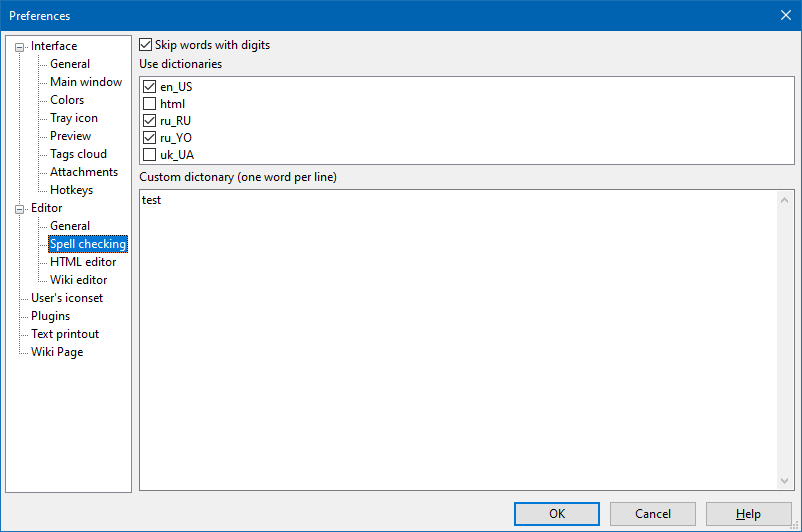 Preferences
Interface
General
Main window
Colors
Tray icon
Preview
Tags cloud
Attachments
Hotkeys
Editor
General
Spell checking
HTML editor
Wiki editor
User's iconset
Plugins
Text printout
Wiki Page
Skip words with digits
Use dictionaries
en_US
html
ru_RU
ru_YO
uk_UA
Custom dictonary (one word per line)
test
OK
Cancel
Help